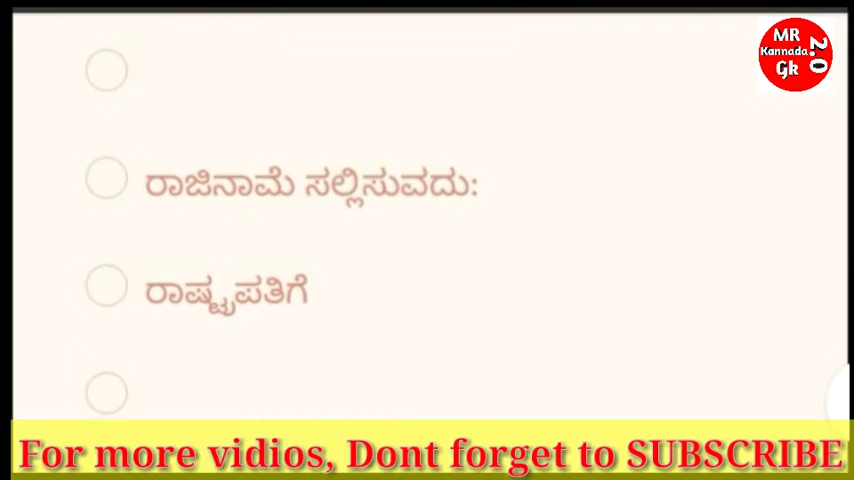 MR
Kannada
Gk
2.0
ರಾಜಿನಾಮೆ ಸಲ್ಲಿಸುವದು:
ರಾಷ್ಟ್ರಪತಿಗೆ
For more vidios, Dont forget to SUBSCRIBE